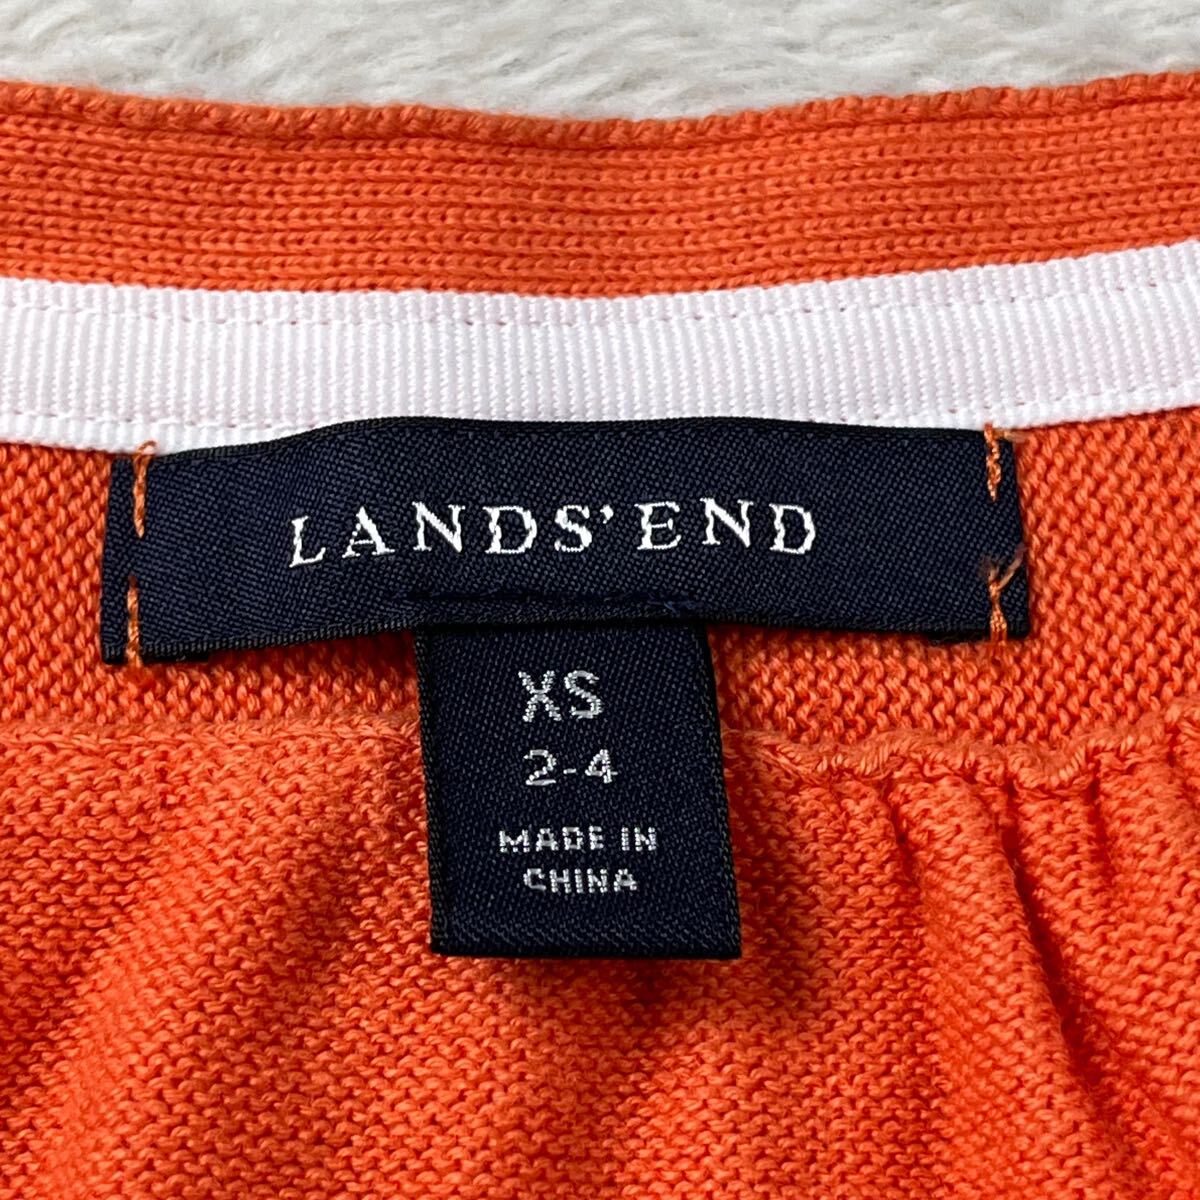 LANDS' END
XS
2-4
MADE IN
CHINA